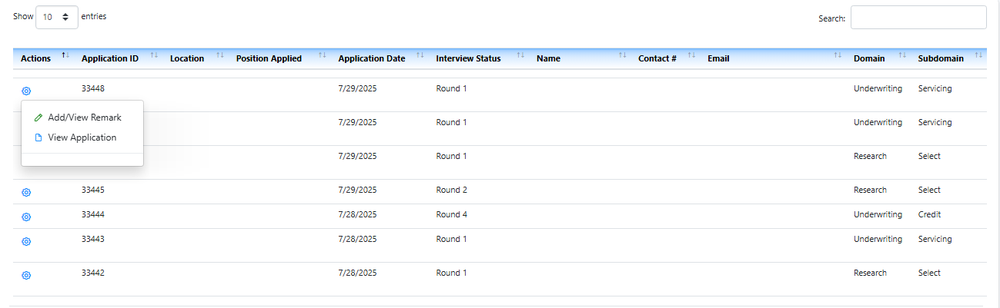 Show 10 entries
Search:
Actions Application ID Location Position Applied Application Date Interview Status Name Contact # Email Domain Subdomain
33448 7/29/2025 Round 1 Underwriting Servicing
Add/View Remark
7/29/2025 Round 1 Underwriting Servicing
View Application
7/29/2025 Round 1 Research Select
33445 7/29/2025 Round 2 Research Select
33444 7/28/2025 Round 4 Underwriting Credit
33443 7/28/2025 Round 1 Underwriting Servicing
33442 7/28/2025 Round 1 Research Select